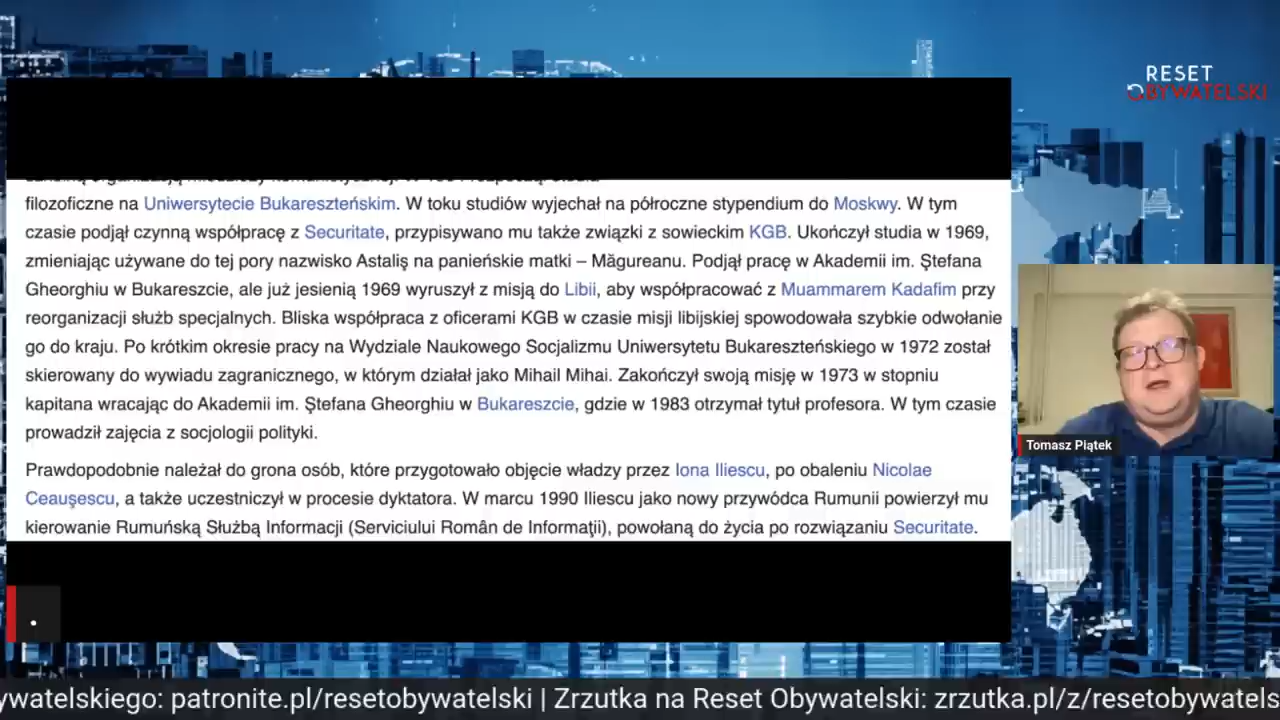 RESET
OBYWATELSKI
filozoficzne na Uniwersytecie Bukareszteńskim. W toku studiów wyjechał na półroczne stypendium do Moskwy. W tym
czasie podjął czynną współpracę z Securitate, przypisywano mu także związki z sowieckim KGB. Ukończył studia w 1969,
zmieniając używane do tej pory nazwisko Astaliş na panieńskie matki – Măgureanu. Podjął pracę w Akademii im. Ştefana
Gheorghiu w Bukareszcie, ale już jesienią 1969 wyruszył z misją do Libii, aby współpracować z Muammarem Kadafim przy
reorganizacji służb specjalnych. Bliska współpraca z oficerami KGB w czasie misji libijskiej spowodowała szybkie odwołanie
go do kraju. Po krótkim okresie pracy na Wydziale Naukowego Socjalizmu Uniwersytetu Bukareszteńskiego w 1972 został
skierowany do wywiadu zagranicznego, w którym działał jako Mihail Mihai. Zakończył swoją misję w 1973 w stopniu
kapitana wracając do Akademii im. Ştefana Gheorghiu w Bukareszcie, gdzie w 1983 otrzymał tytuł profesora. W tym czasie
prowadził zajęcia z socjologii polityki.
Prawdopodobnie należał do grona osób, które przygotowało objęcie władzy przez Iona Iliescu, po obaleniu Nicolae
Ceauşescu, a także uczestniczył w procesie dyktatora. W marcu 1990 Iliescu jako nowy przywódca Rumunii powierzył mu
kierowanie Rumuńską Służbą Informacji (Serviciului Român de Informaţii), powołaną do życia po rozwiązaniu Securitate.
Tomasz Piątek
.
ywatelskiego: patronite.pl/resetobywatelski | Zrzutka na Reset Obywatelski: zrzutka.pl/z/resetobywatels